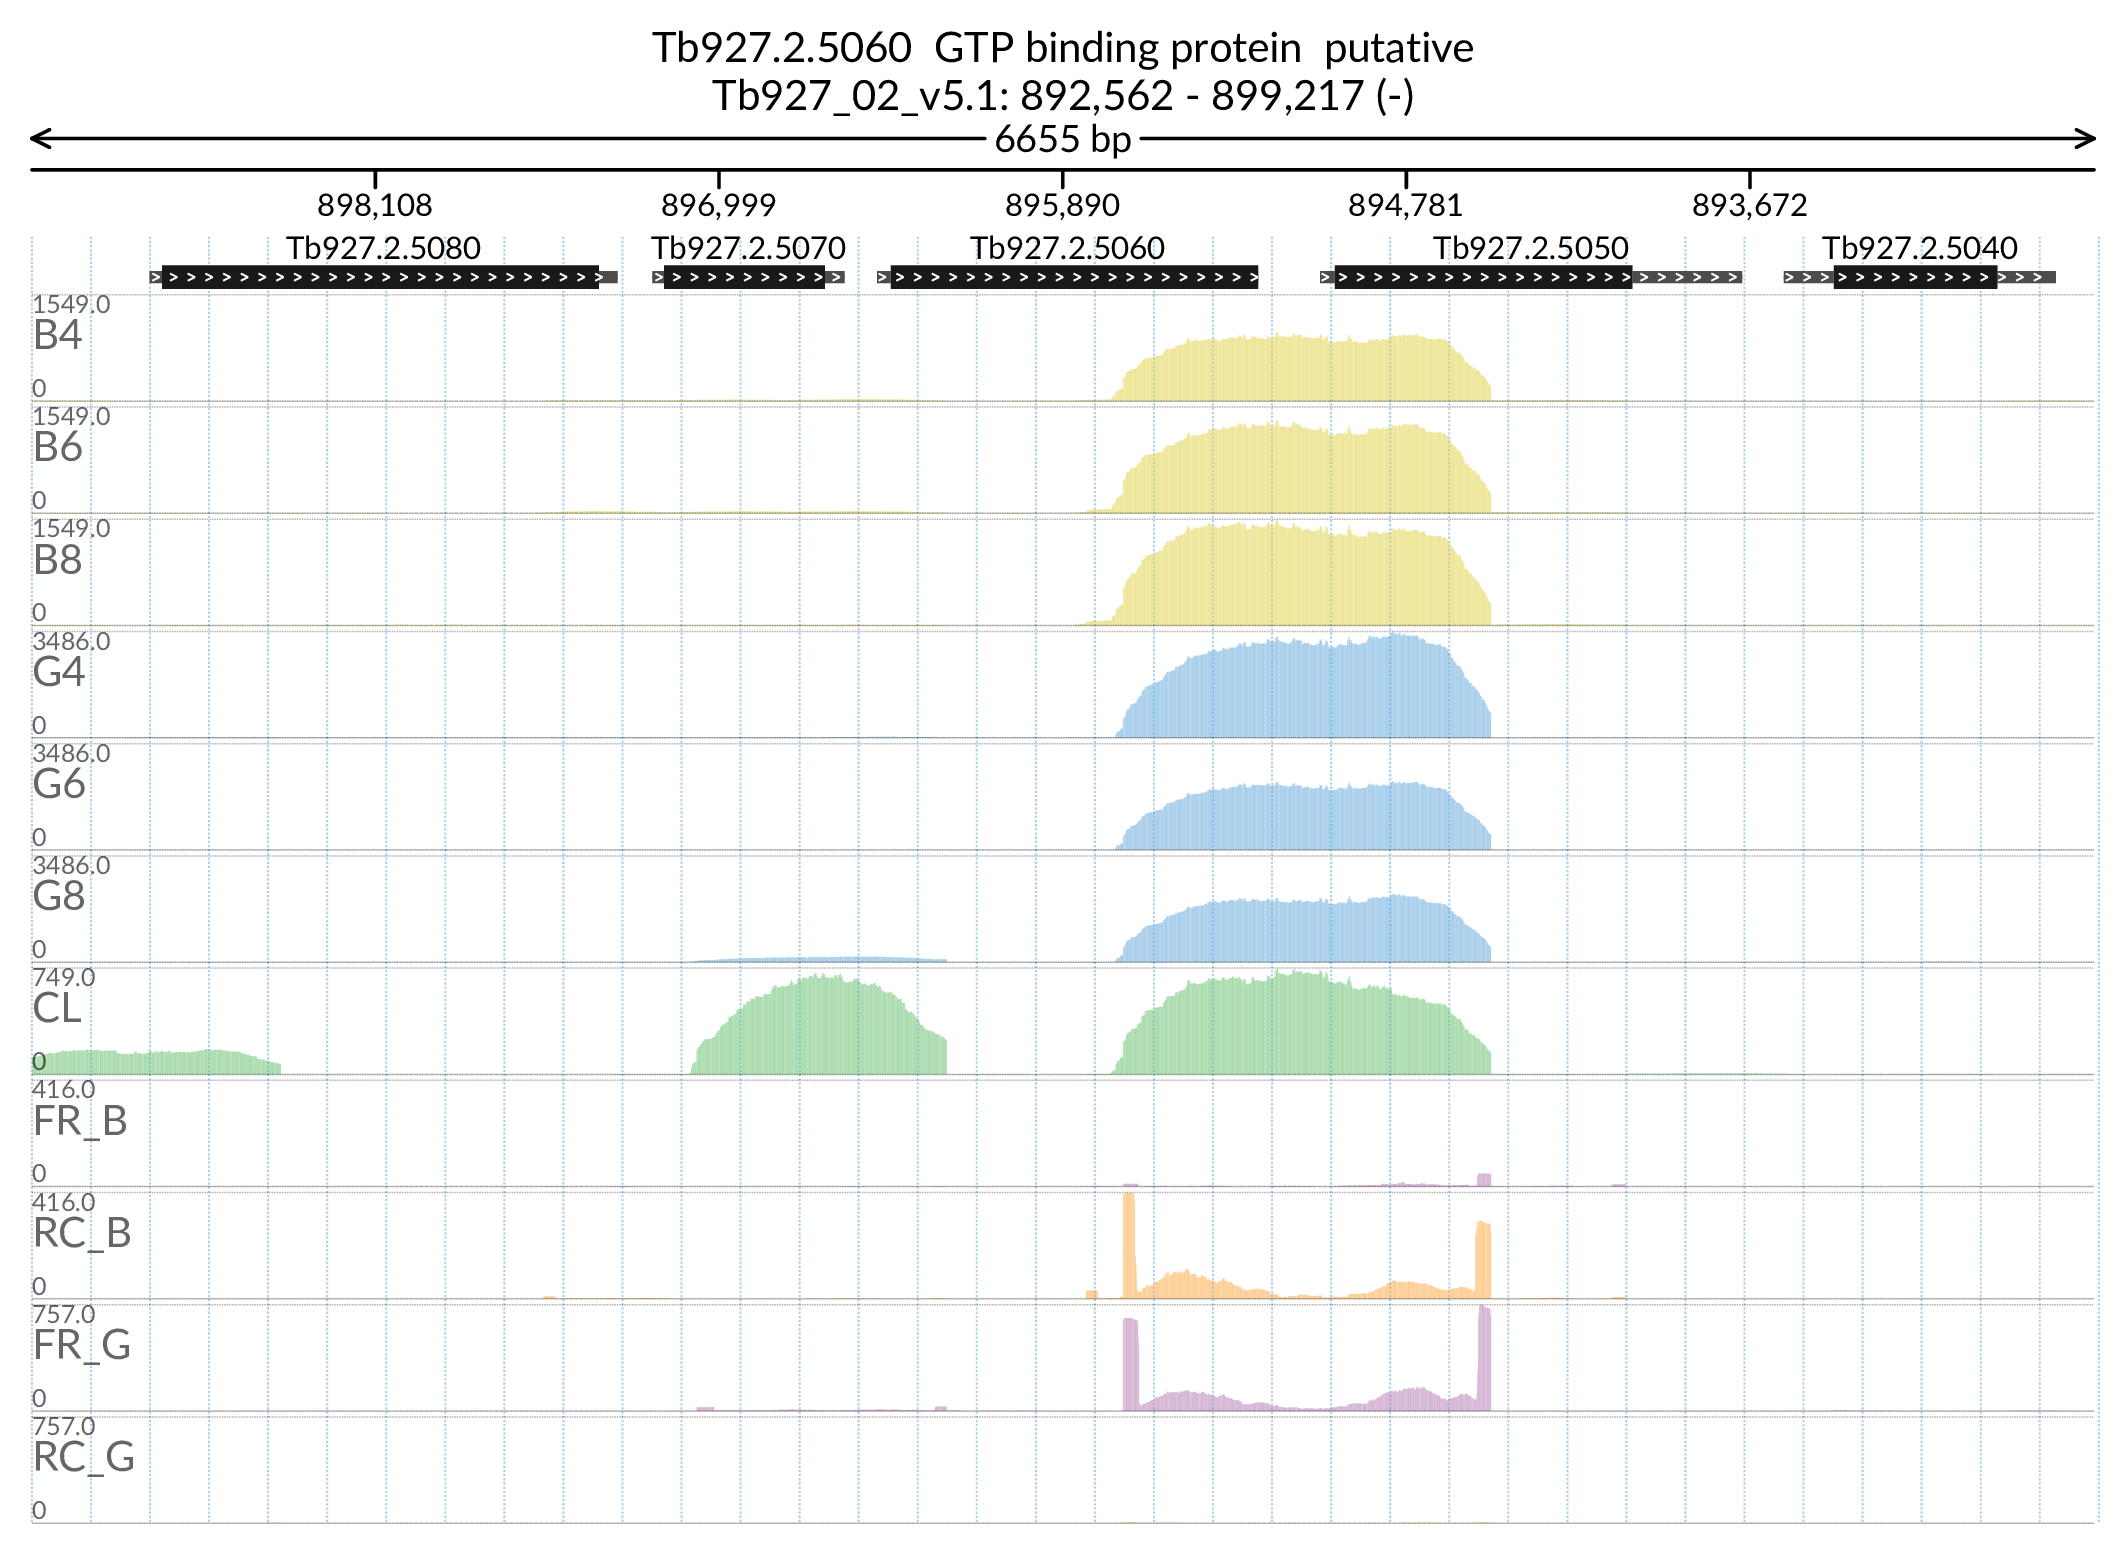 Tb927.2.5060  GTP binding protein  putative
Tb927_02_v5.1: 892,562 - 899,217 (-)
6655 bp
898,108 896,999 895,890 894,781 893,672
Tb927.2.5080 Tb927.2.5070 Tb927.2.5060 Tb927.2.5050 Tb927.2.5040
1549.0
B4
0
1549.0
B6
0
1549.0
B8
0
3486.0
G4
0
3486.0
G6
0
3486.0
G8
0
749.0
CL
0
416.0
FR_B
0
416.0
RC_B
0
757.0
FR_G
0
757.0
RC_G
0